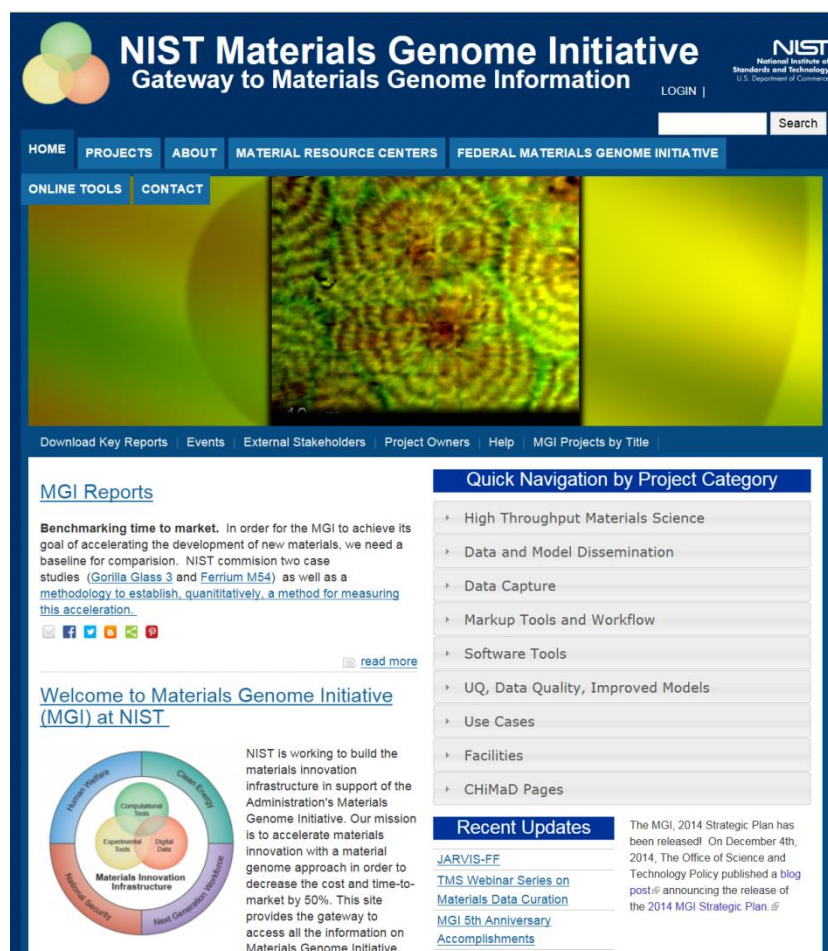 NIST Materials Genome Initiative
Gateway to Materials Genome Information
LOGIN |
NIST
National Institute of
Standards and Technology
U.S. Department of Commerce
Search
HOME
PROJECTS
ABOUT
MATERIAL RESOURCE CENTERS
FEDERAL MATERIALS GENOME INITIATIVE
ONLINE TOOLS
CONTACT
Download Key Reports | Events | External Stakeholders | Project Owners | Help | MGI Projects by Title |
MGI Reports
Benchmarking time to market. In order for the MGI to achieve its
goal of accelerating the development of new materials, we need a
baseline for comparision. NIST commision two case
studies (Gorilla Glass 3 and Ferrium M54) as well as a
methodology to establish, quanititatively, a method for measuring
this acceleration.
read more
Welcome to Materials Genome Initiative
(MGI) at NIST
Human Welfare
Clean Energy
National Security
Next Generation Workforce
Computational
Tools
Experimental
Tools
Digital
Data
Materials Innovation
Infrastructure
NIST is working to build the
materials innovation
infrastructure in support of the
Administration's Materials
Genome Initiative. Our mission
is to accelerate materials
innovation with a material
genome approach in order to
decrease the cost and time-to-
market by 50%. This site
provides the gateway to
access all the information on
Materials Genome Initiative
Quick Navigation by Project Category
High Throughput Materials Science
Data and Model Dissemination
Data Capture
Markup Tools and Workflow
Software Tools
UQ, Data Quality, Improved Models
Use Cases
Facilities
CHiMaD Pages
Recent Updates
JARVIS-FF
TMS Webinar Series on
Materials Data Curation
MGI 5th Anniversary
Accomplishments
The MGI, 2014 Strategic Plan has
been released! On December 4th,
2014, The Office of Science and
Technology Policy published a blog
post announcing the release of
the 2014 MGI Strategic Plan.